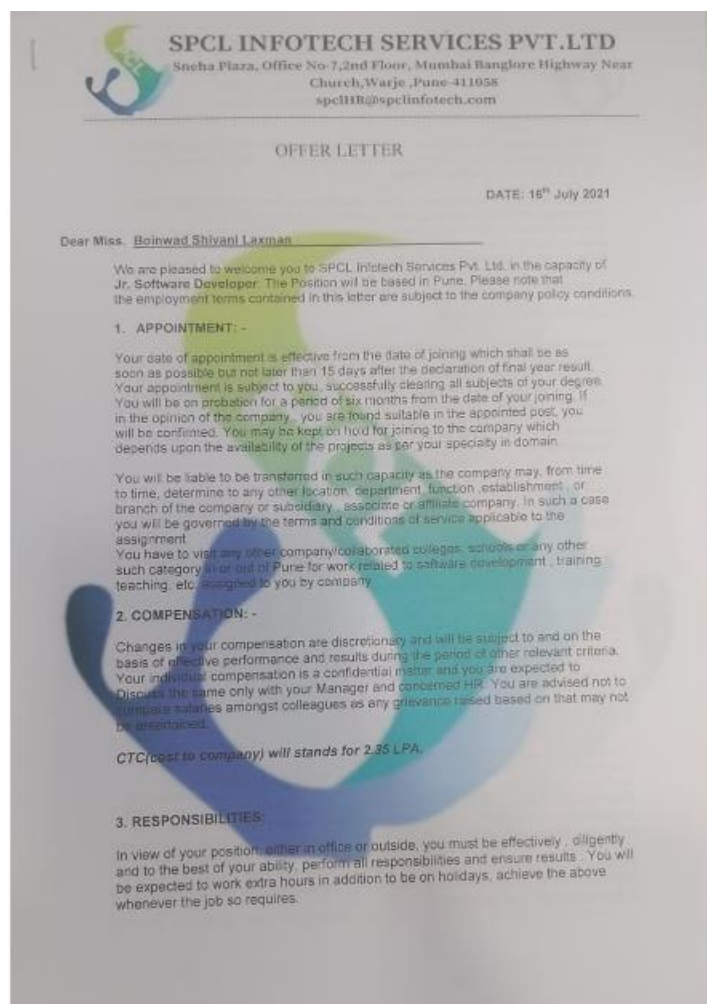 SPCL
SPCL INFOTECH SERVICES PVT.LTD
Sneha Plaza, Office No-7,2nd Floor, Mumbai Banglore Highway Near
Church,Warje ,Pune-411058
spclHR@spclinfotech.com
OFFER LETTER
DATE: 16th July 2021
Dear Miss. Boinwad Shivani Laxman
We are pleased to welcome you to SPCL Infotech Services Pvt. Ltd. in the capacity of
Jr. Software Developer. The Position will be based in Pune. Please note that
the employment terms contained in this letter are subject to the company policy conditions.
1. APPOINTMENT: -
Your date of appointment is effective from the date of joining which shall be as
soon as possible but not later than 15 days after the declaration of final year result.
Your appointment is subject to you, successfully clearing all subjects of your degree.
You will be on probation for a period of six months from the date of your joining. If
in the opinion of the company , you are found suitable in the appointed post, you
will be confirmed. You may be kept on hold for joining to the company which
depends upon the availability of the projects as per your specialty in domain.
You will be liable to be transferred in such capacity as the company may, from time
to time, determine to any other location, department, function ,establishment , or
branch of the company or subsidiary , associate or affiliate company. In such a case
you will be governed by the terms and conditions of service applicable to the
assignment
You have to visit any other company/collaborated colleges, schools or any other
such category in or out of Pune for work related to software development , training
teaching, etc. assigned to you by company.
2. COMPENSATION: -
Changes in your compensation are discretionary and will be subject to and on the
basis of effective performance and results during the period of other relevant criteria.
Your individual compensation is a confidential matter and you are expected to
Discuss the same only with your Manager and concerned HR. You are advised not to
compare salaries amongst colleagues as any grievance raised based on that may not
be entertained.
CTC(cost to company) will stands for 2.35 LPA.
3. RESPONSIBILITIES
In view of your position, either in office or outside, you must be effectively , diligently
and to the best of your ability, perform all responsibilities and ensure results . You will
be expected to work extra hours in addition to be on holidays, achieve the above
whenever the job so requires.